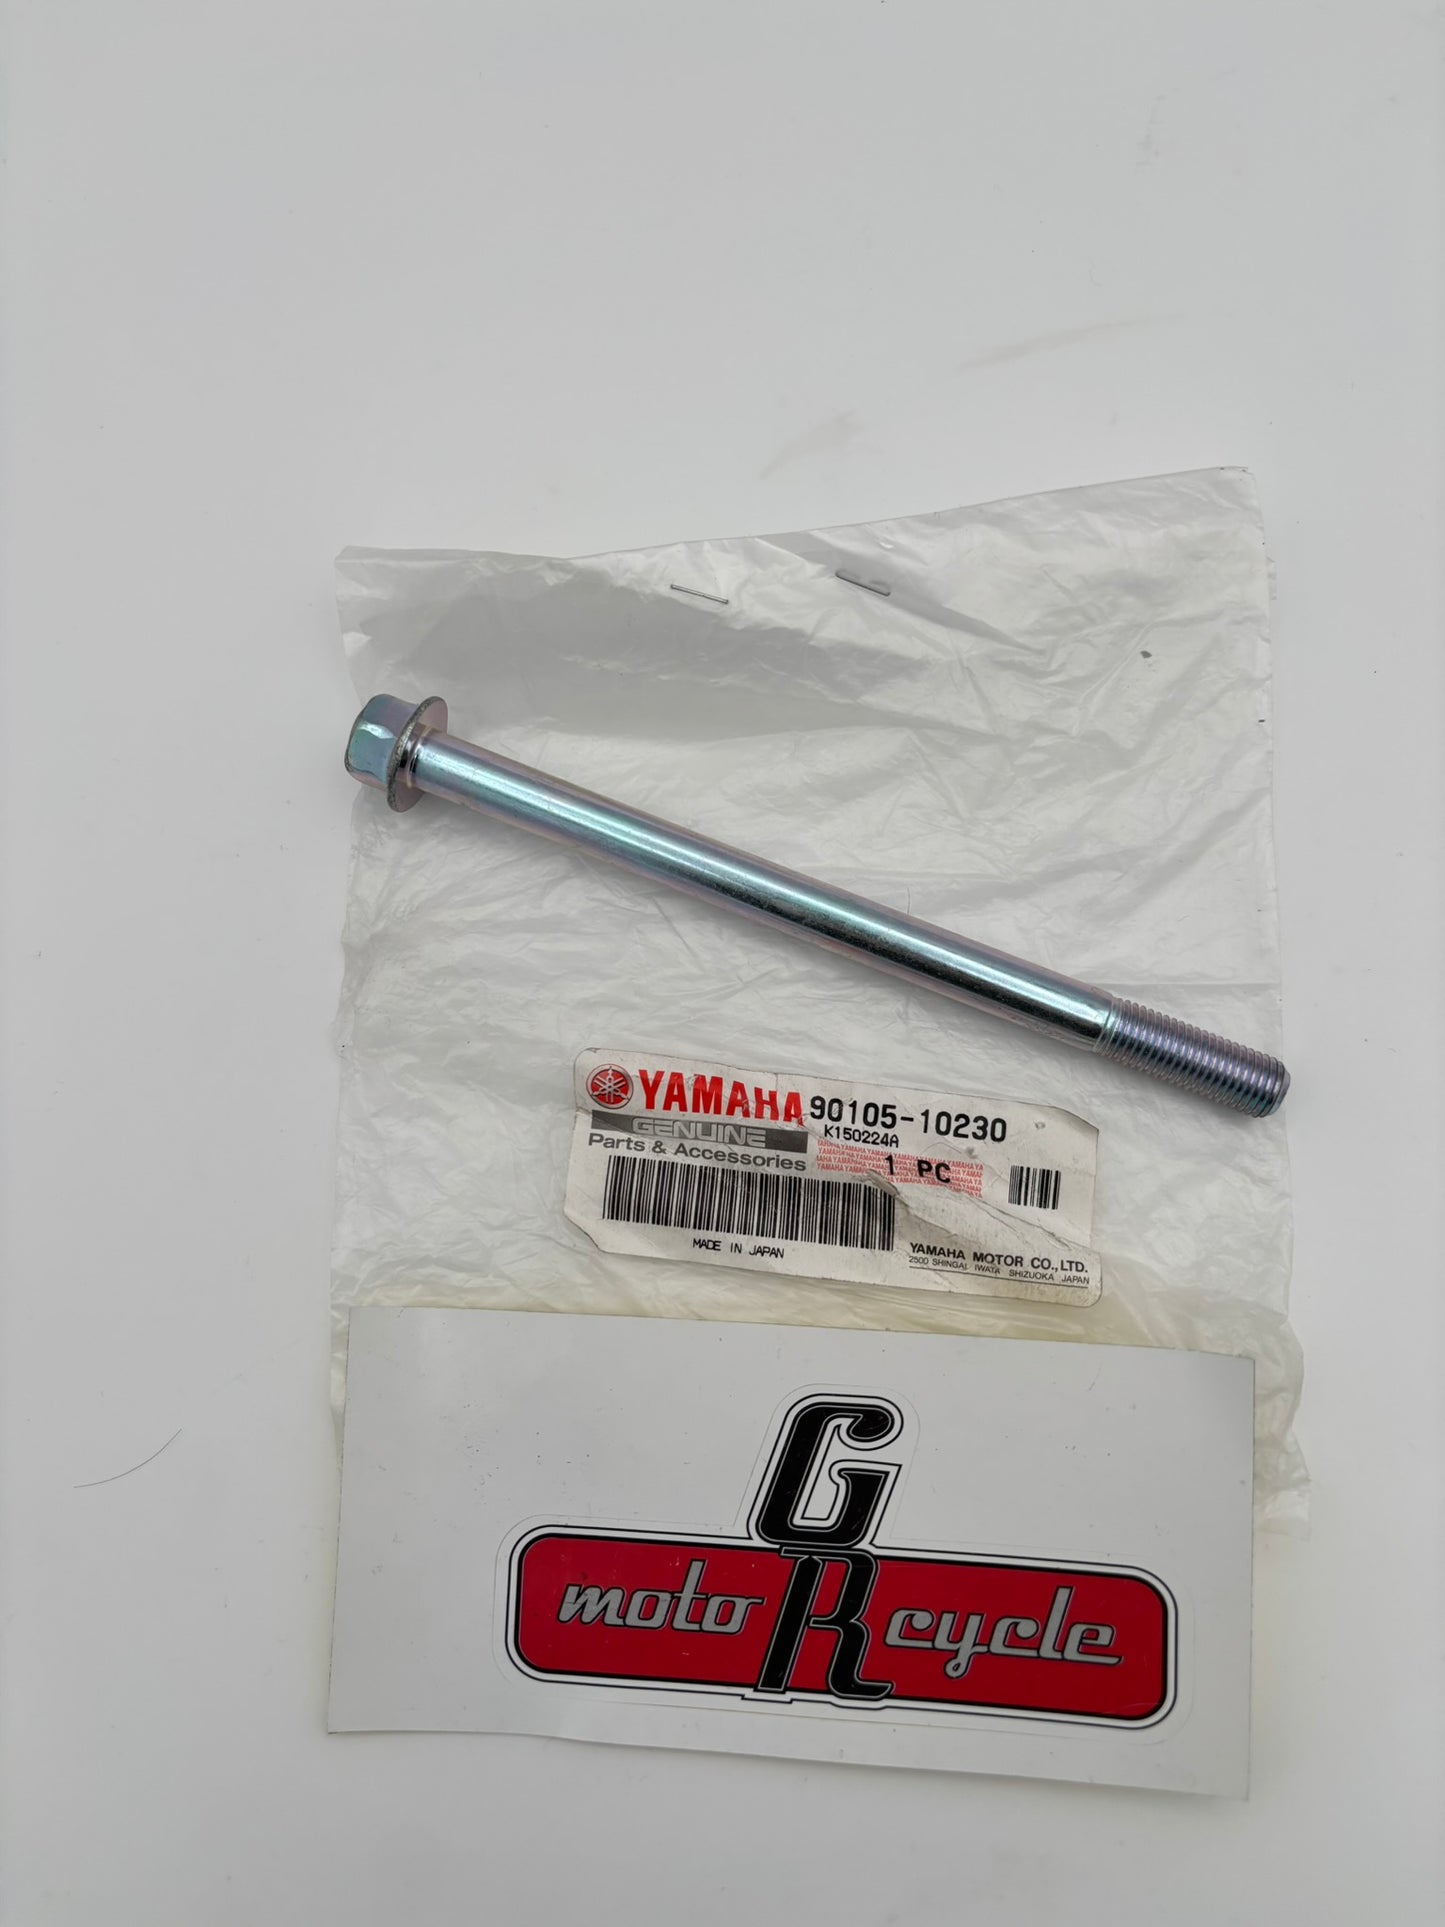 YAMAHA 90105-10230
GENUINE K150224A
Parts & Accessories 1 PC
MADE IN JAPAN
YAMAHA MOTOR CO., LTD.
2500 SHINGAI IWATA SHIZUOKA JAPAN
GR
moto cycle